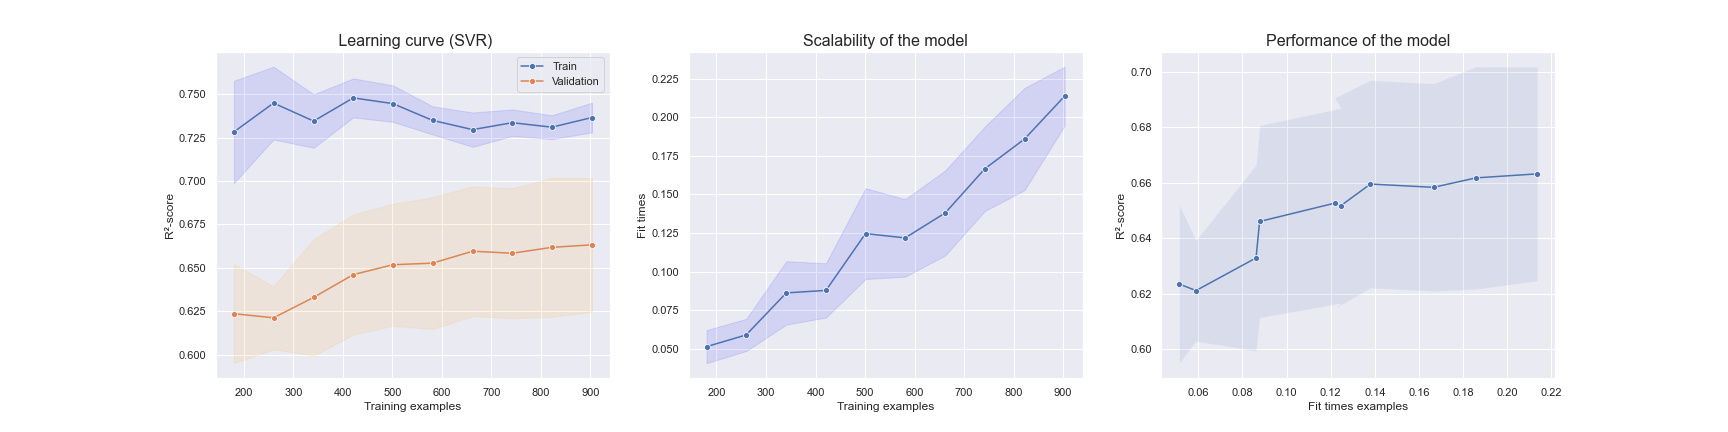 Learning curve (SVR)
Train
Validation
R²-score
0.750
0.725
0.700
0.675
0.650
0.625
0.600
200 300 400 500 600 700 800 900
Training examples
Scalability of the model
Fit times
0.225
0.200
0.175
0.150
0.125
0.100
0.075
0.050
200 300 400 500 600 700 800 900
Training examples
Performance of the model
R²-score
0.70
0.68
0.66
0.64
0.62
0.60
0.06 0.08 0.10 0.12 0.14 0.16 0.18 0.20 0.22
Fit times examples